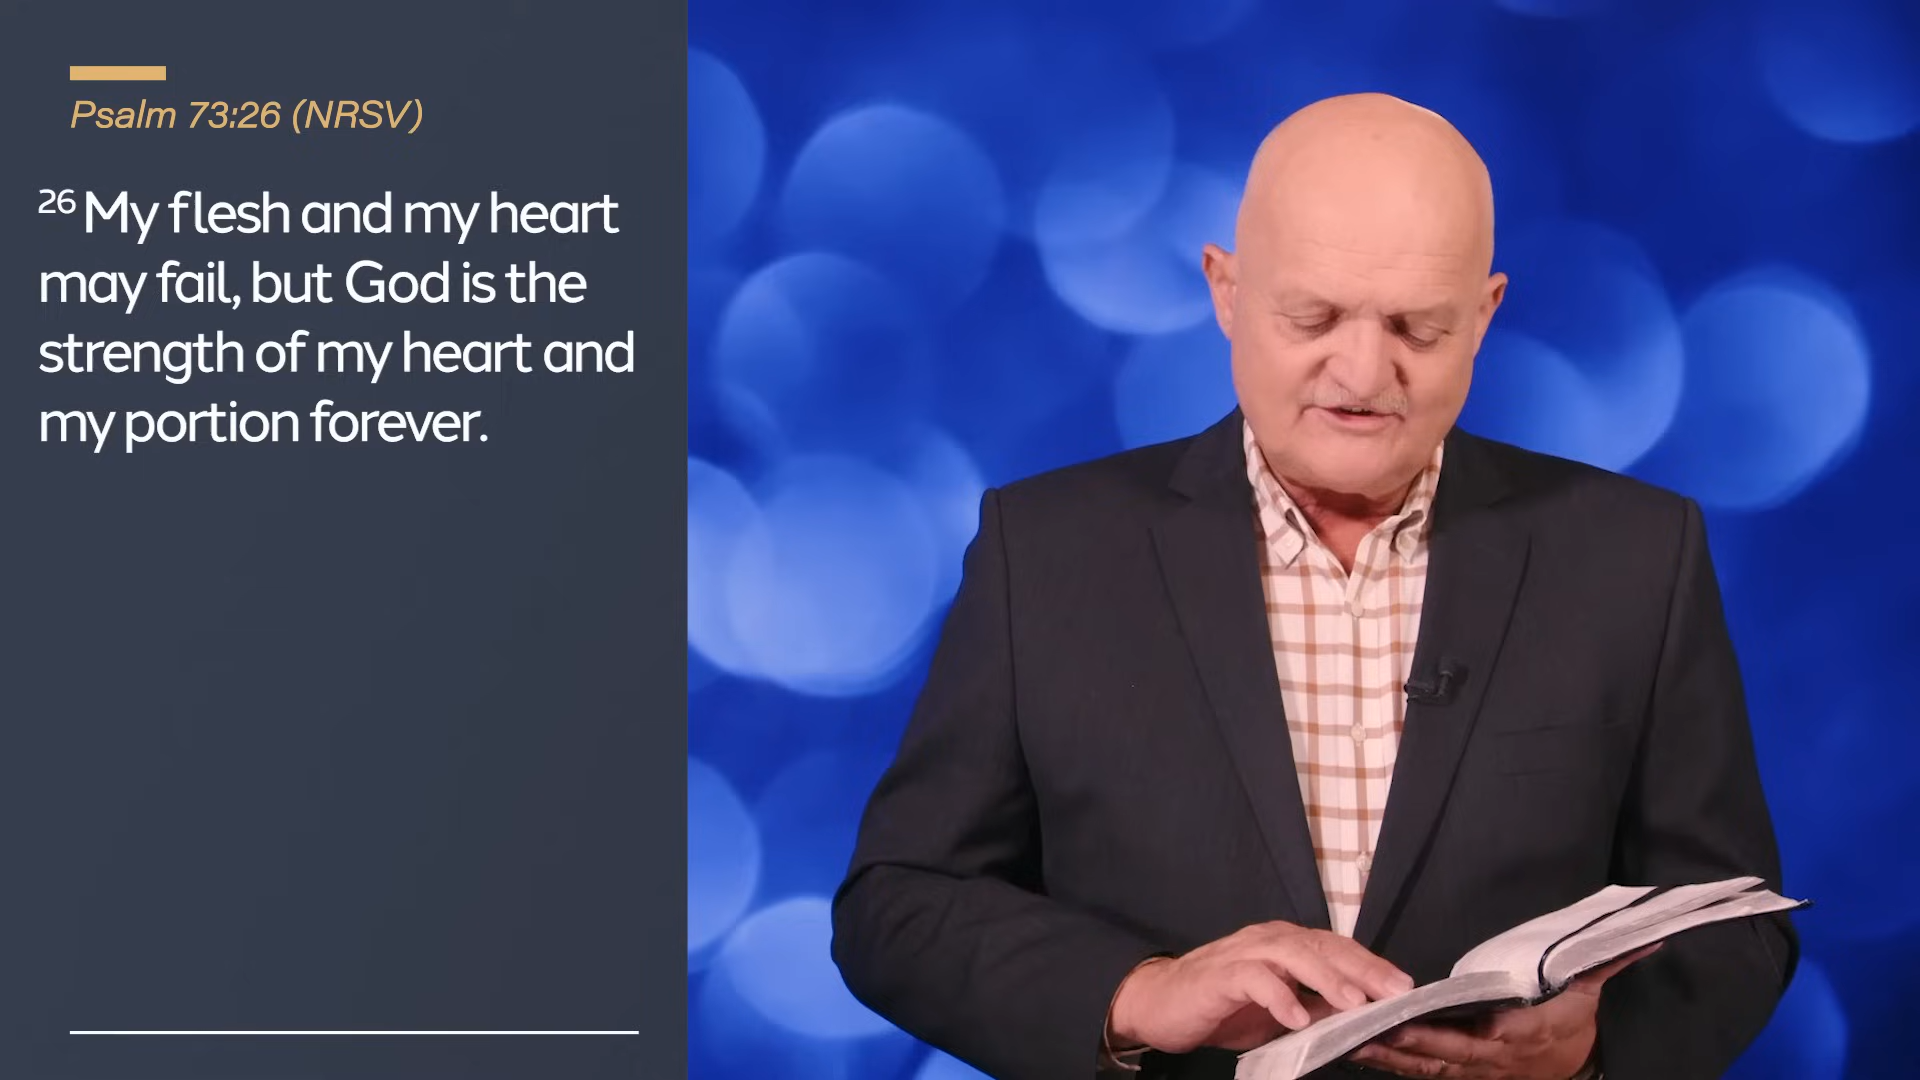 Psalm 73:26 (NRSV)
26 My flesh and my heart
may fail, but God is the
strength of my heart and
my portion forever.